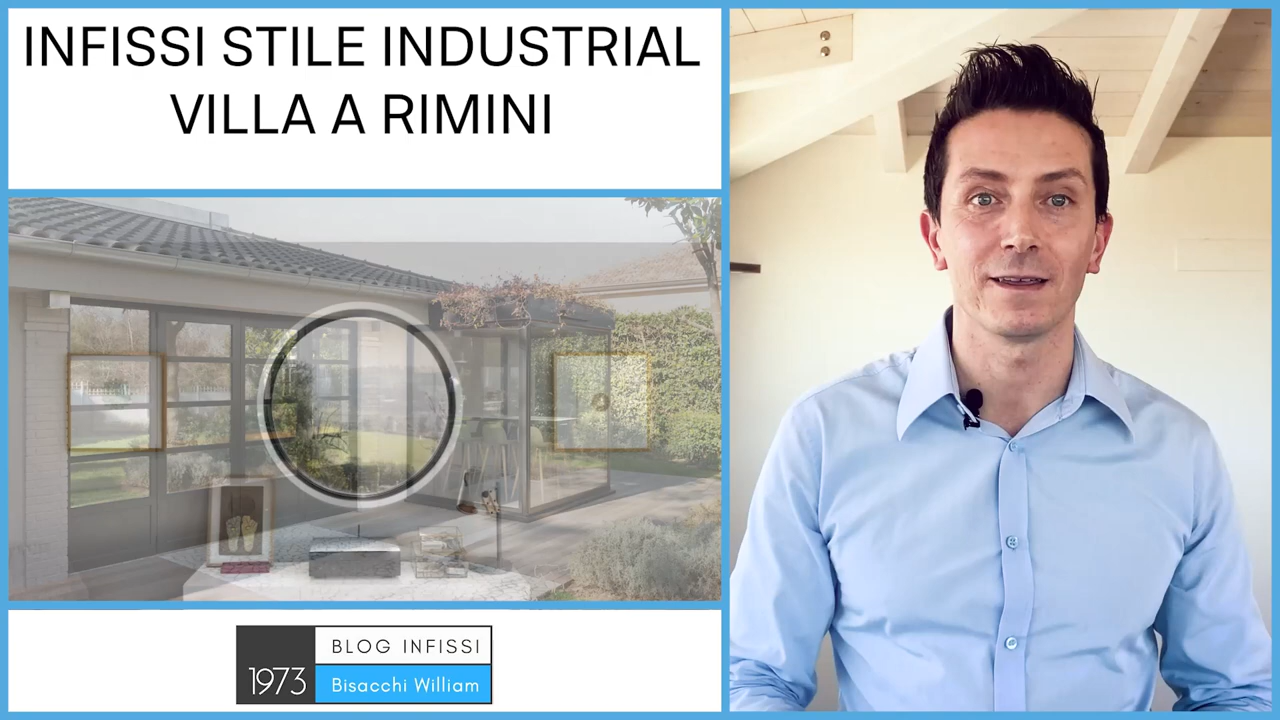 INFISSI STILE INDUSTRIAL
VILLA A RIMINI
1973
BLOG INFISSI
Bisacchi William